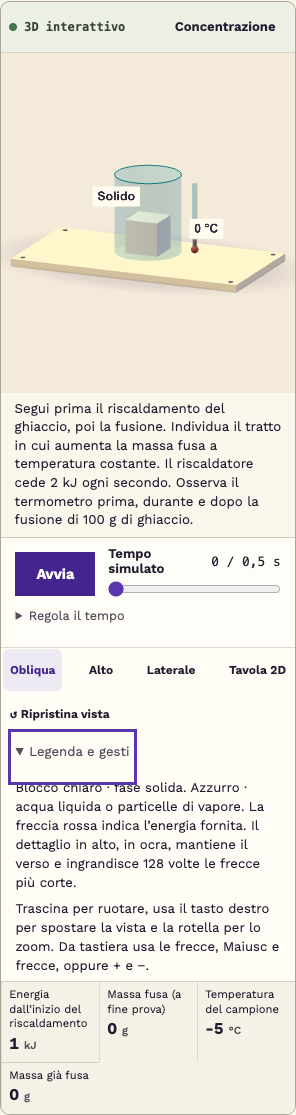 3D interattivo
Concentrazione
Solido
0 °C
Segui prima il riscaldamento del
ghiaccio, poi la fusione. Individua il tratto
in cui aumenta la massa fusa a
temperatura costante. Il riscaldatore
cede 2 kJ ogni secondo. Osserva il
termometro prima, durante e dopo la
fusione di 100 g di ghiaccio.
Avvia
Tempo
simulato
0 / 0,5 s
▶ Regola il tempo
Obliqua
Alto
Laterale
Tavola 2D
↺ Ripristina vista
▼ Legenda e gesti
Blocco chiaro · fase solida. Azzurro ·
acqua liquida o particelle di vapore. La
freccia rossa indica l’energia fornita. Il
dettaglio in alto, in ocra, mantiene il
verso e ingrandisce 128 volte le frecce
più corte.
Trascina per ruotare, usa il tasto destro
per spostare la vista e la rotella per lo
zoom. Da tastiera usa le frecce, Maiusc e
frecce, oppure + e −.
Energia
dall'inizio del
riscaldamento
1 kJ
Massa fusa (a
fine prova)
0 g
Temperatura
del campione
-5 °C
Massa già fusa
0 g